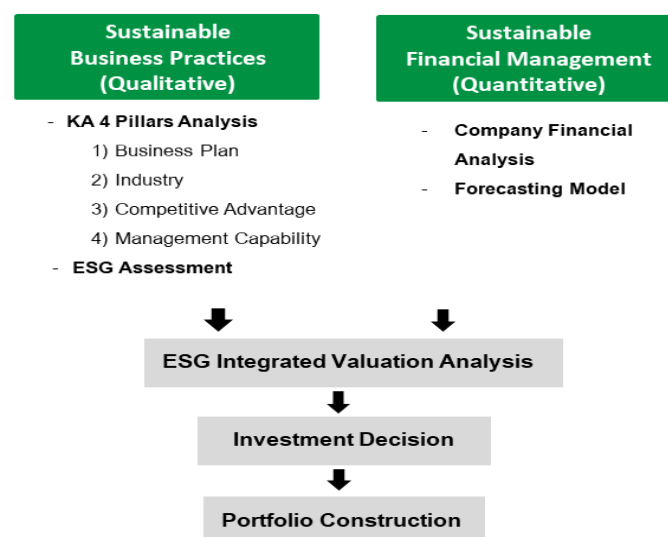 Sustainable
Business Practices
(Qualitative)
- KA 4 Pillars Analysis
1) Business Plan
2) Industry
3) Competitive Advantage
4) Management Capability
- ESG Assessment
Sustainable
Financial Management
(Quantitative)
- Company Financial
Analysis
- Forecasting Model
ESG Integrated Valuation Analysis
Investment Decision
Portfolio Construction